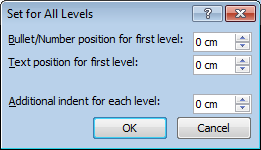 Set for All Levels
Bullet/Number position for first level: 0 cm
Text position for first level: 0 cm
Additional indent for each level: 0 cm
OK Cancel